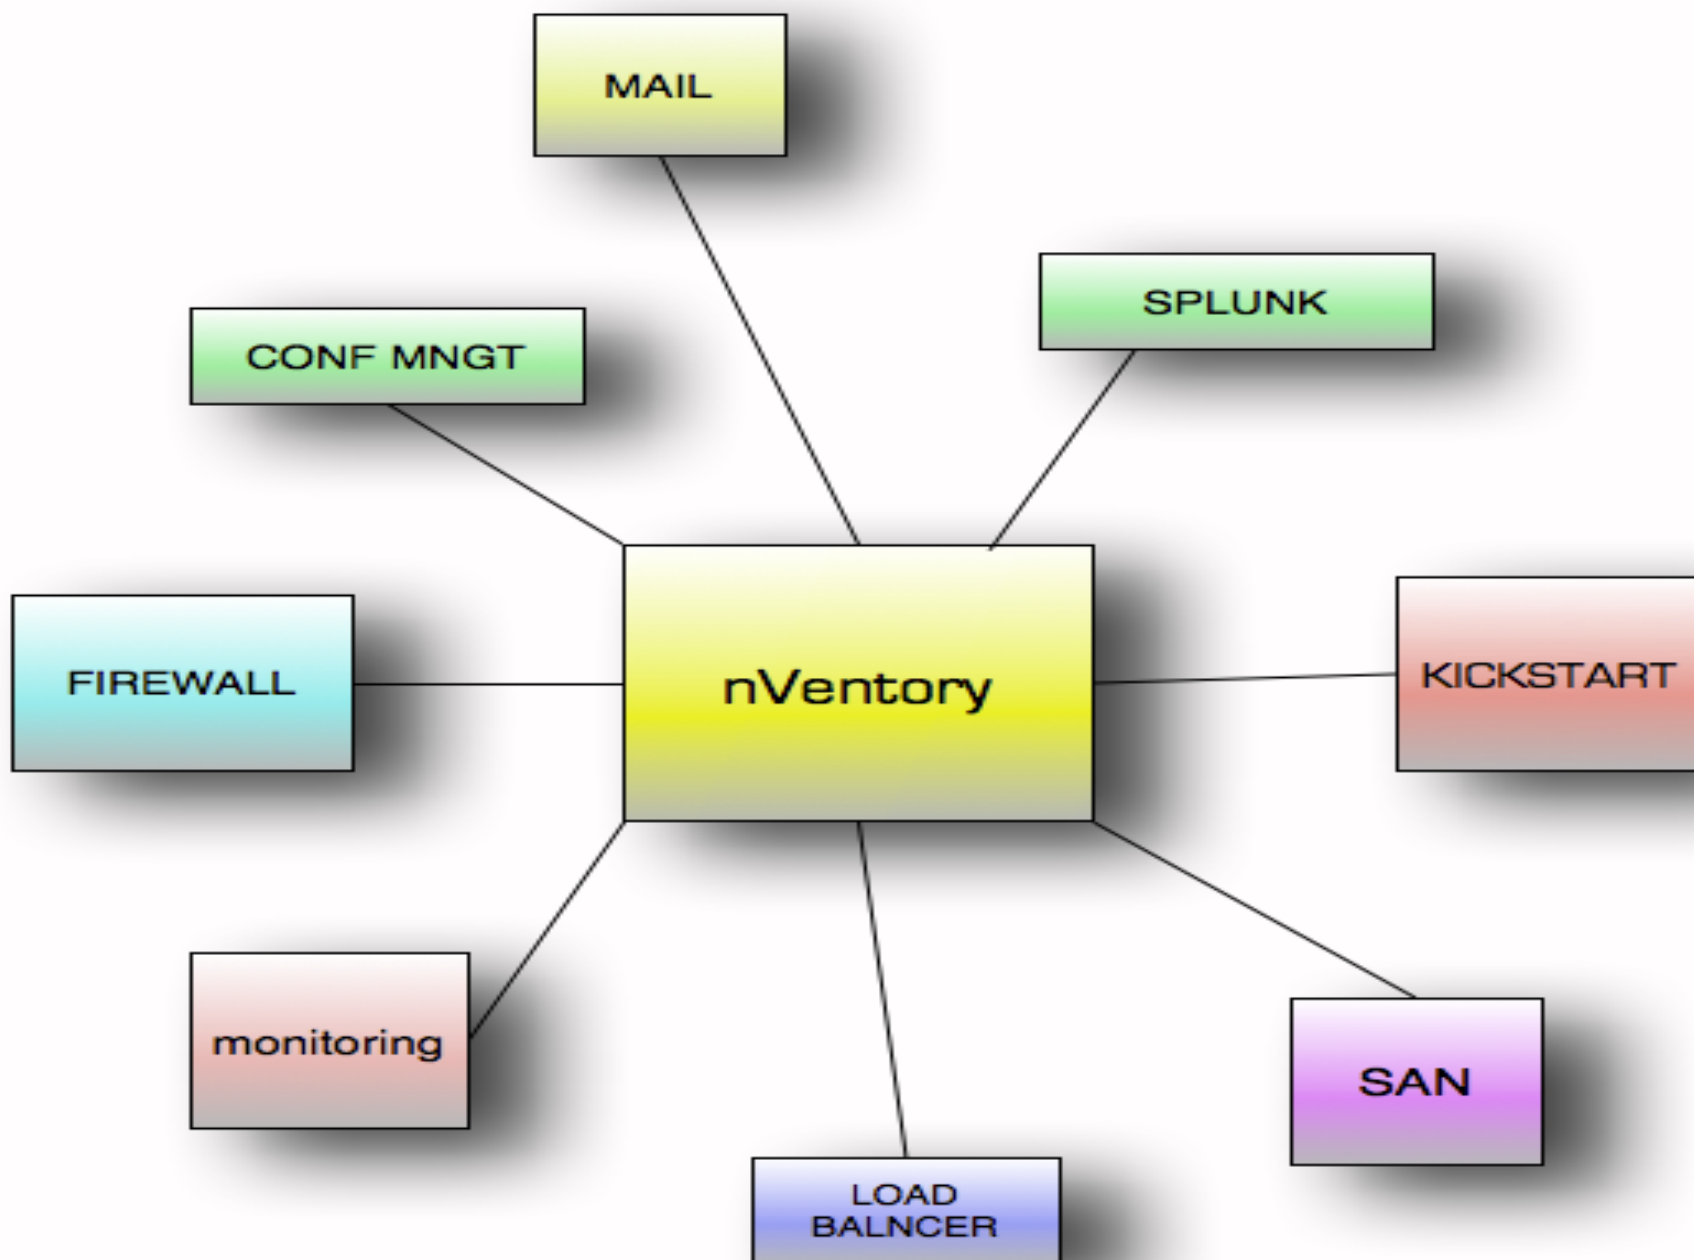 MAIL
SPLUNK
CONF MNGT
FIREWALL
nVentory
KICKSTART
monitoring
SAN
LOAD
BALNCER